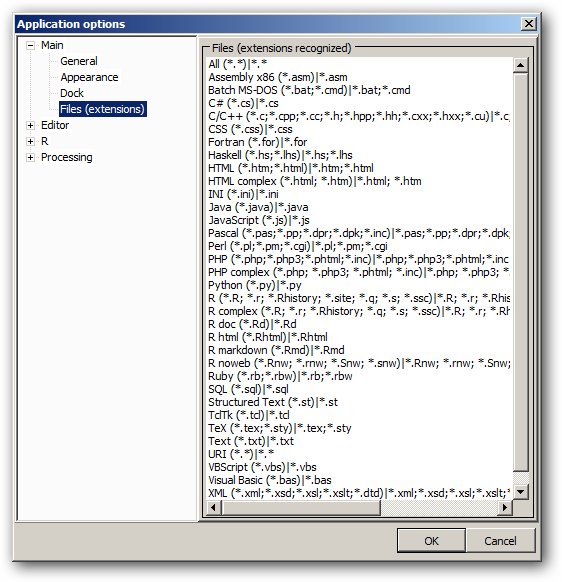 Application options
Main
General
Appearance
Dock
Files (extensions)
Editor
R
Processing
Files (extensions recognized)
All (*.*)|*.*
Assembly x86 (*.asm)|*.asm
Batch MS-DOS (*.bat;*.cmd)|*.bat;*.cmd
C# (*.cs)|*.cs
C/C++ (*.c;*.cpp;*.cc;*.h;*.hpp;*.hh;*.cxx;*.hxx;*.cu)|*.c;
CSS (*.css)|*.css
Fortran (*.for)|*.for
Haskell (*.hs;*.lhs)|*.hs;*.lhs
HTML (*.htm;*.html)|*.htm;*.html
HTML complex (*.html; *.htm)|*.html; *.htm
INI (*.ini)|*.ini
Java (*.java)|*.java
JavaScript (*.js)|*.js
Pascal (*.pas;*.pp;*.dpr;*.dpk;*.inc)|*.pas;*.pp;*.dpr;*.dpk;
Perl (*.pl;*.pm;*.cgi)|*.pl;*.pm;*.cgi
PHP (*.php;*.php3;*.phtml;*.inc)|*.php;*.php3;*.phtml;*.inc
PHP complex (*.php; *.php3; *.phtml; *.inc)|*.php; *.php3; *
Python (*.py)|*.py
R (*.R; *.r; *.Rhistory; *.site; *.q; *.s; *.ssc)|*.R; *.r; *.Rhis
R complex (*.R; *.r; *.Rhistory; *.q; *.s; *.ssc)|*.R; *.r; *.Rh
R doc (*.Rd)|*.Rd
R html (*.Rhtml)|*.Rhtml
R markdown (*.Rmd)|*.Rmd
R noweb (*.Rnw; *.rnw; *.Snw; *.snw)|*.Rnw; *.rnw; *.Snw;
Ruby (*.rb;*.rbw)|*.rb;*.rbw
SQL (*.sql)|*.sql
Structured Text (*.st)|*.st
TclTk (*.tcl)|*.tcl
TeX (*.tex;*.sty)|*.tex;*.sty
Text (*.txt)|*.txt
URI (*.*)|*.*
VBScript (*.vbs)|*.vbs
Visual Basic (*.bas)|*.bas
XML (*.xml;*.xsd;*.xsl;*.xslt;*.dtd)|*.xml;*.xsd;*.xsl;*.xslt;*
OK
Cancel